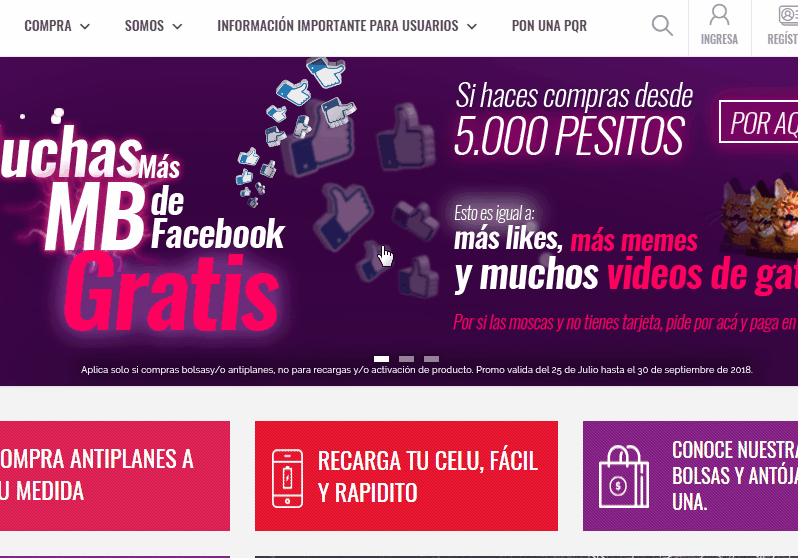 COMPRA
SOMOS
INFORMACIÓN IMPORTANTE PARA USUARIOS
PON UNA PQR
INGRESA
REGÍST
uchas
Más
MB
de
Facebook
Gratis
Si haces compras desde
5.000 PESITOS
POR AQ
Esto es igual a:
más likes, más memes
y muchos videos de gat
Por si las moscas y no tienes tarjeta, pide por acá y paga en
Aplica solo si compras bolsasy/o antiplanes, no para recargas y/o activación de producto. Promo valida del 25 de Julio hasta el 30 de septiembre de 2018.
OMPRA ANTIPLANES A
U MEDIDA
RECARGA TU CELU, FÁCIL
Y RAPIDITO
CONOCE NUESTRA
BOLSAS Y ANTÓJA
UNA.